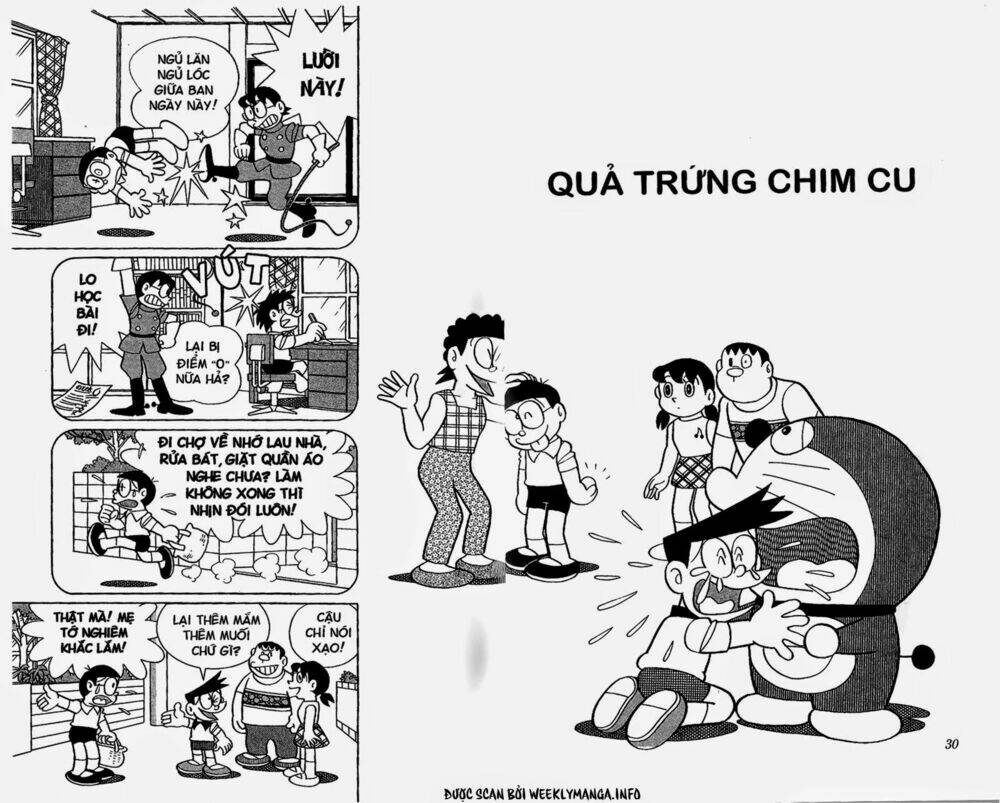 QUẢ TRỨNG CHIM CU
30
LƯỜI
NÀY!
NGỦ LĂN
NGỦ LÓC
GIỮA BAN
NGÀY NÀY!
VÚT
LO
HỌC
BÀI
ĐI!
LẠI BỊ
ĐIỂM "0"
NỮA HẢ?
ĐI CHỢ VỀ NHỚ LAU NHÀ,
RỬA BÁT, GIẶT QUẦN ÁO
NGHE CHƯA? LÀM
KHÔNG XONG THÌ
NHỊN ĐÓI LUÔN!
THẬT MÀ! MẸ
TỚ NGHIÊM
KHẮC LẮM!
LẠI THÊM MẮM
THÊM MUỐI
CHỨ GÌ?
CẬU
CHỈ NÓI
XẠO!
ĐƯỢC SCAN BỞI WEEKLYMANGA.INFO